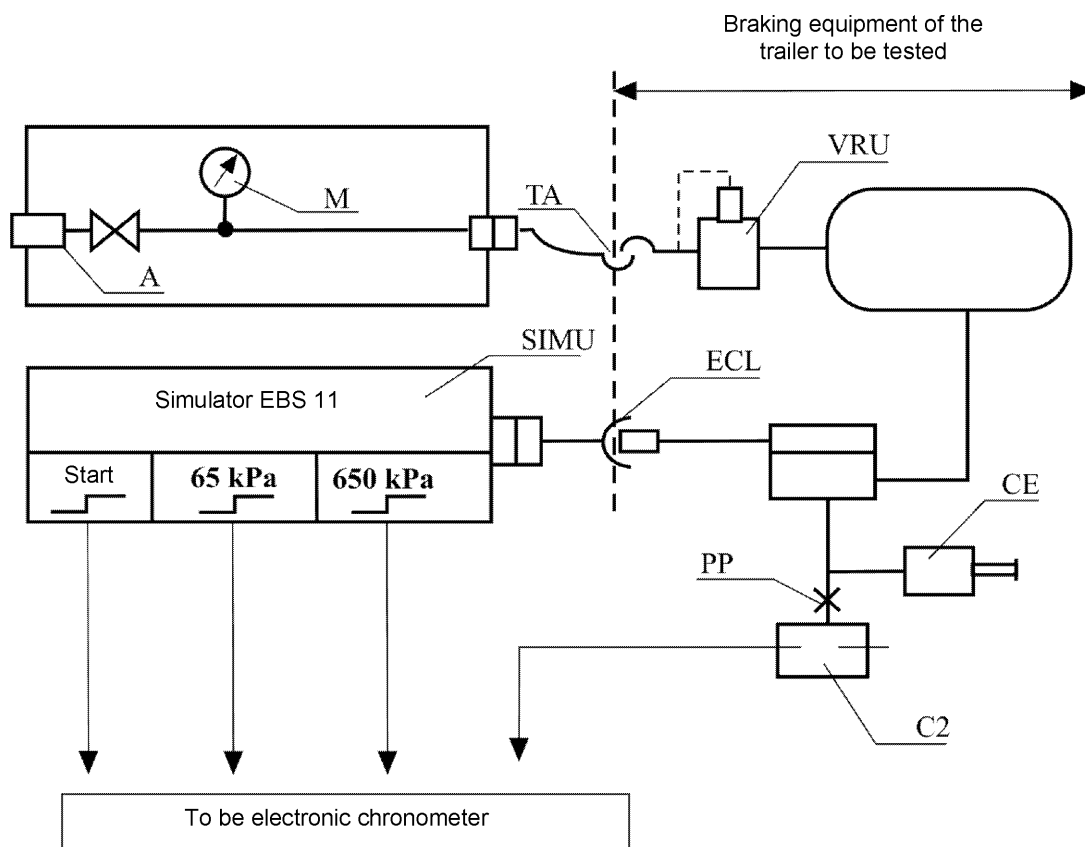 Braking equipment of the
trailer to be tested
VRU
M
TA
A
SIMU
ECL
Simulator EBS 11
Start
65 kPa
650 kPa
CE
PP
C2
To be electronic chronometer